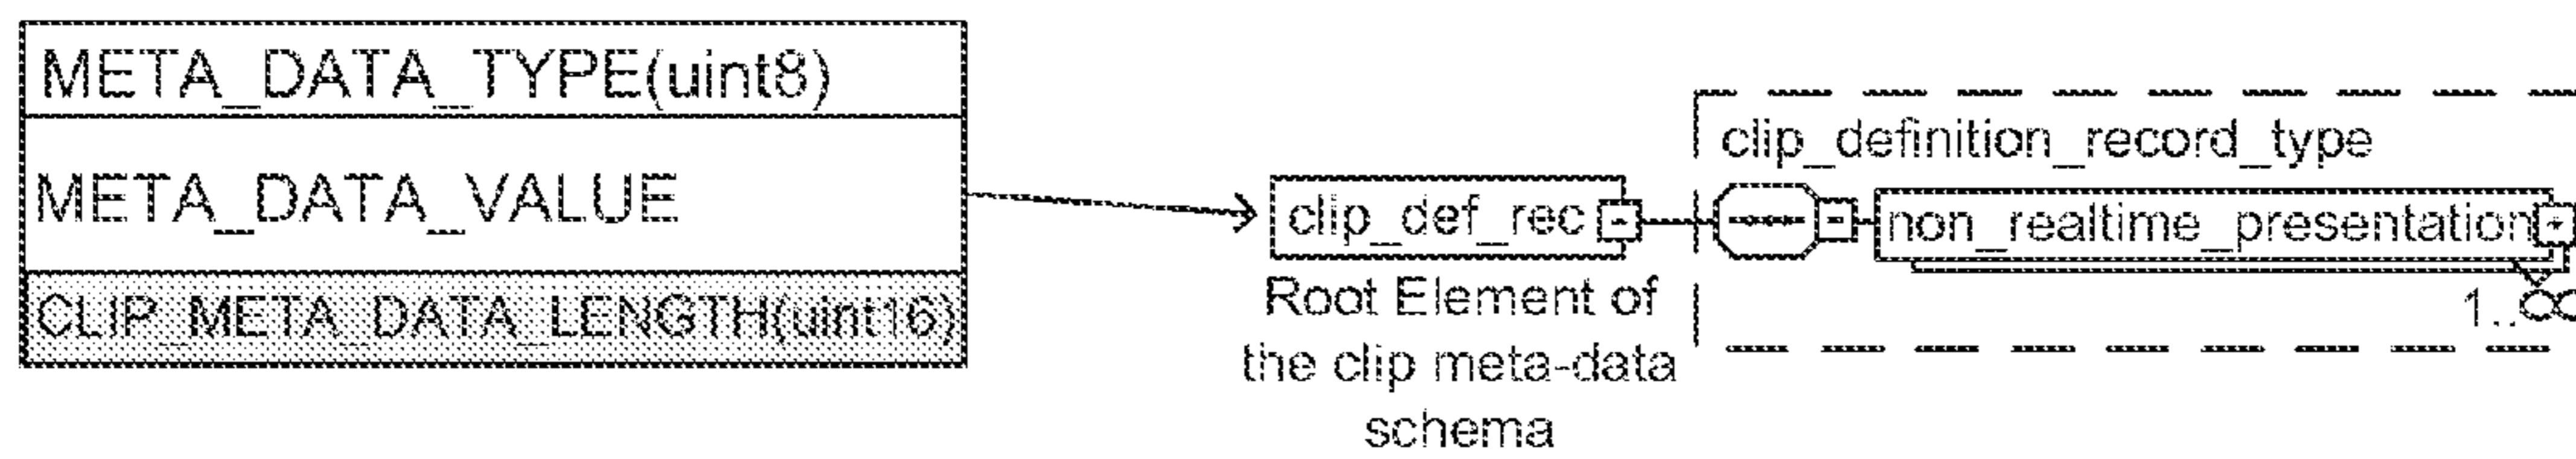 META_DATA_TYPE(uint8)
META_DATA_VALUE
CLIP_META_DATA_LENGTH(uint16)
clip_def_rec
Root Element of
the clip meta-data
schema
clip_definition_record_type
non_realtime_presentation
1..∞